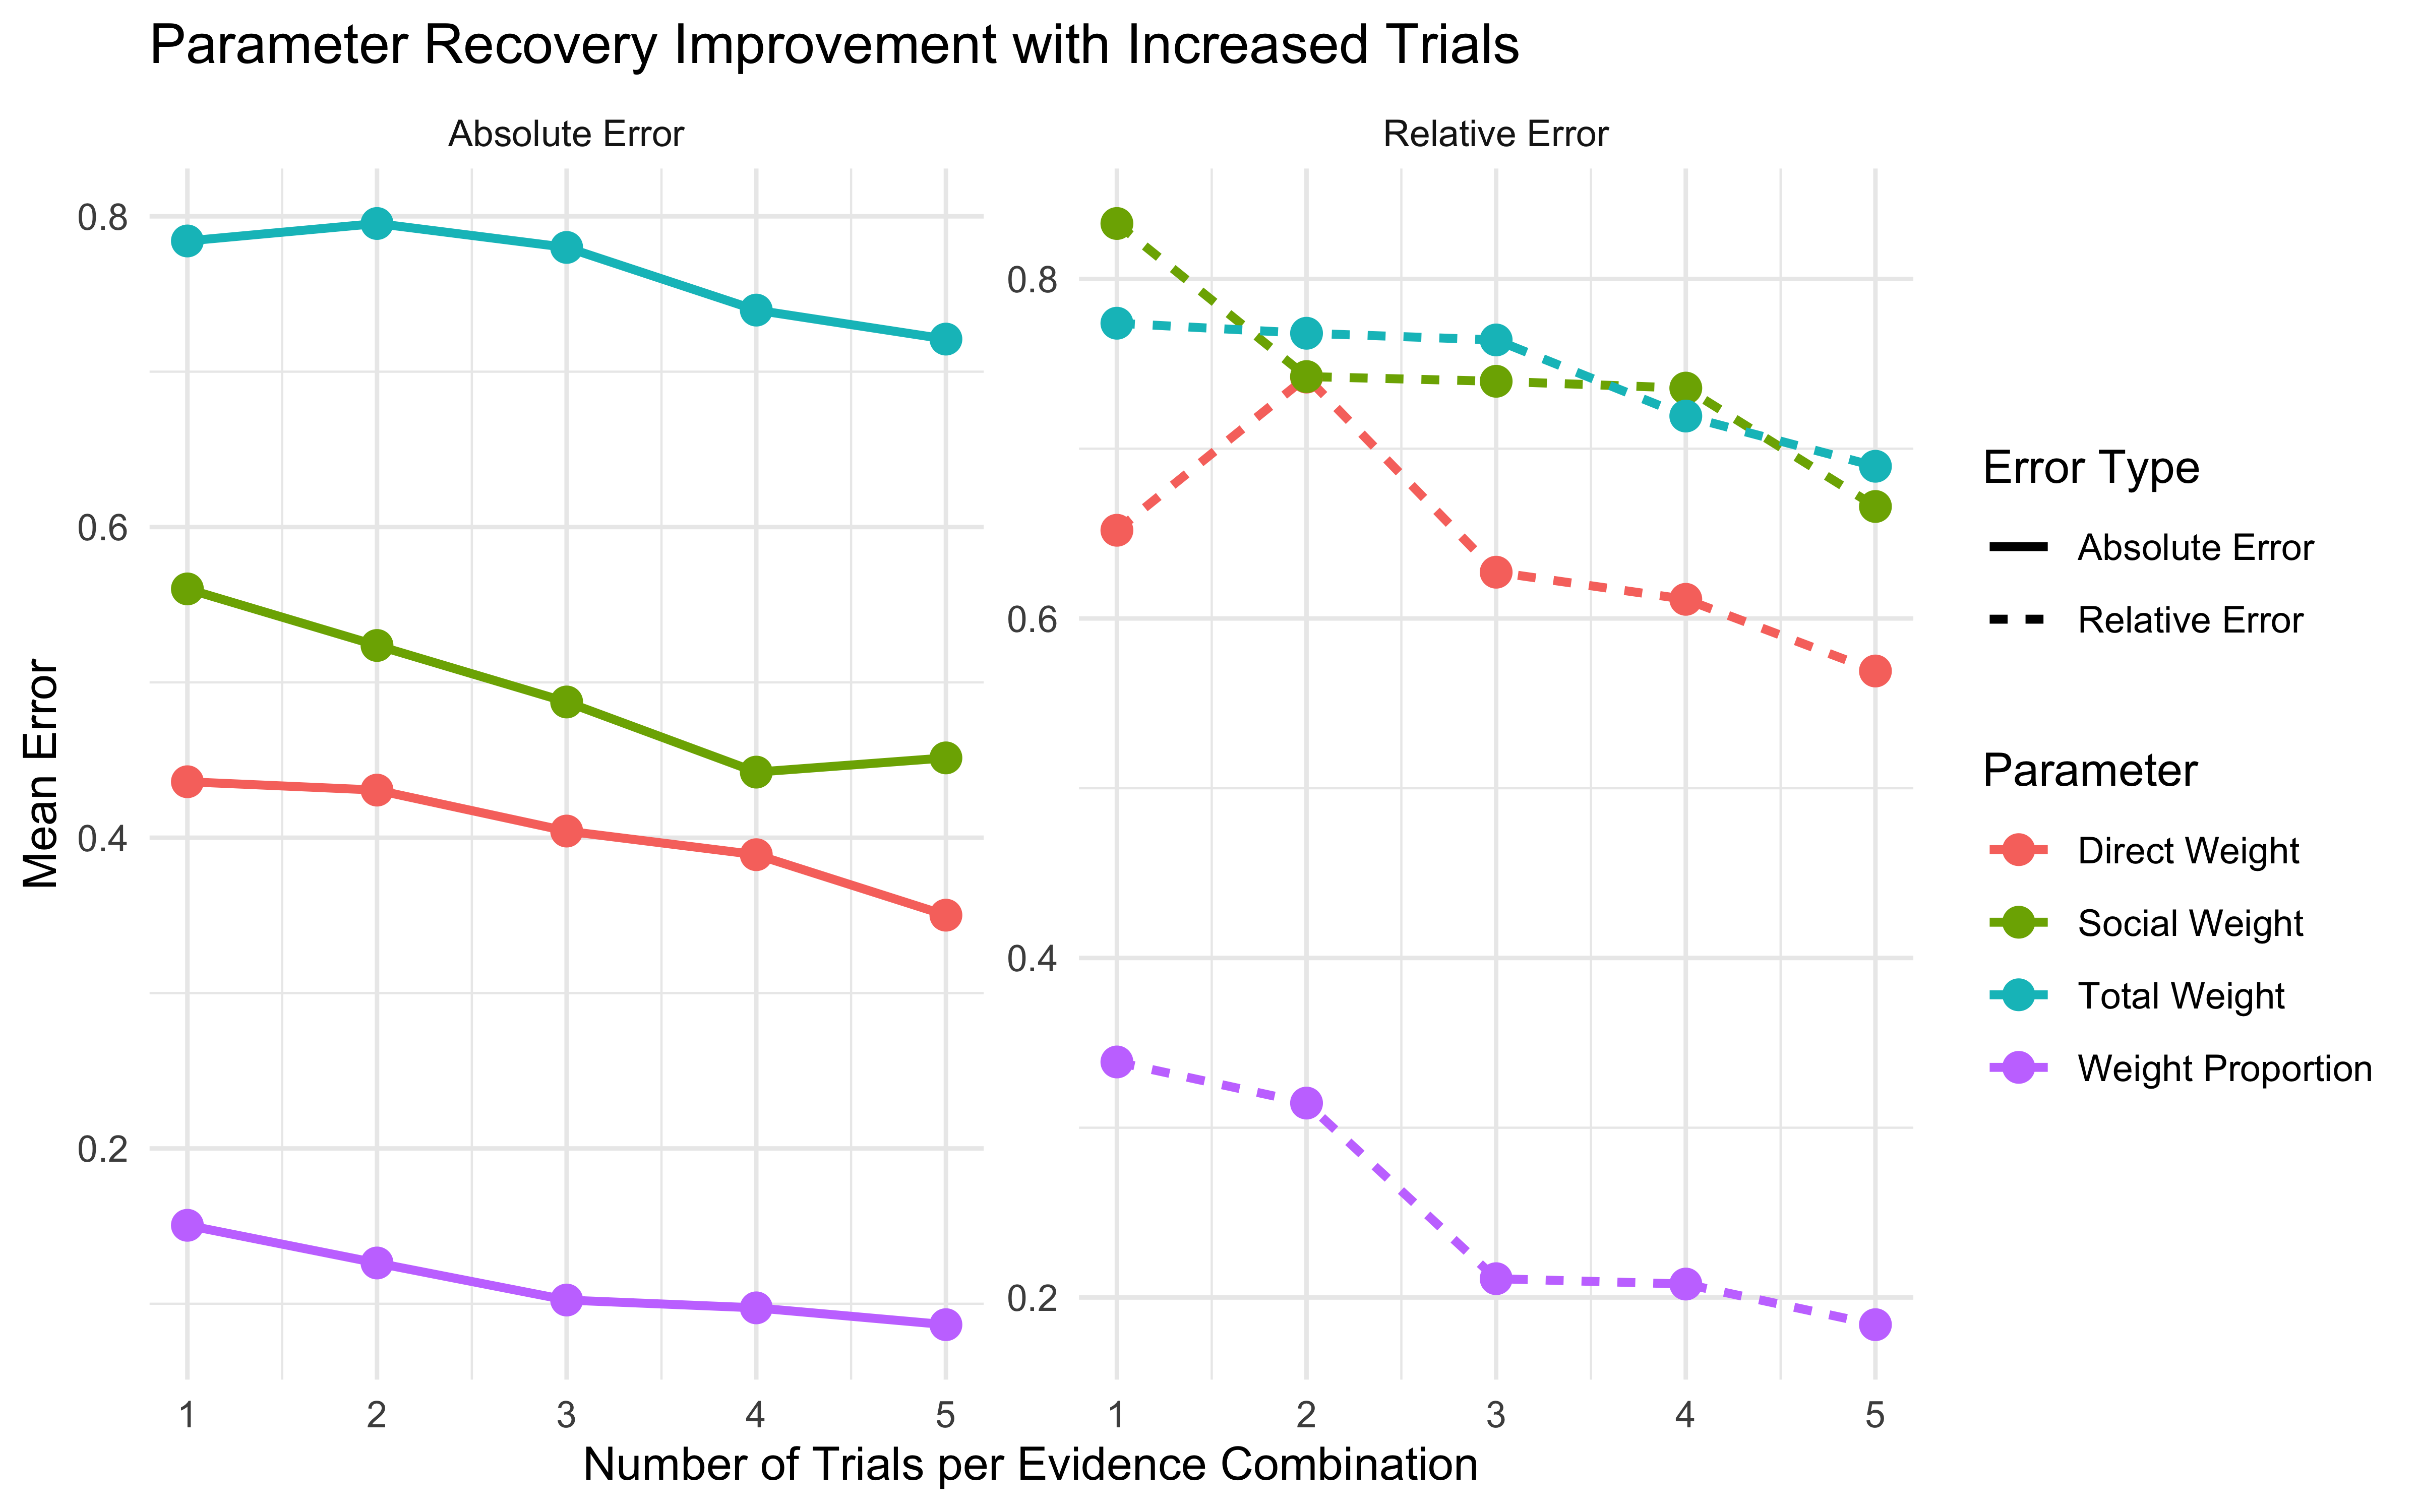 Parameter Recovery Improvement with Increased Trials
Absolute Error
Relative Error
Mean Error
0.8
0.6
0.4
0.2
0.8
0.6
0.4
0.2
1 2 3 4 5
1 2 3 4 5
Number of Trials per Evidence Combination
Error Type
Absolute Error
Relative Error
Parameter
Direct Weight
Social Weight
Total Weight
Weight Proportion